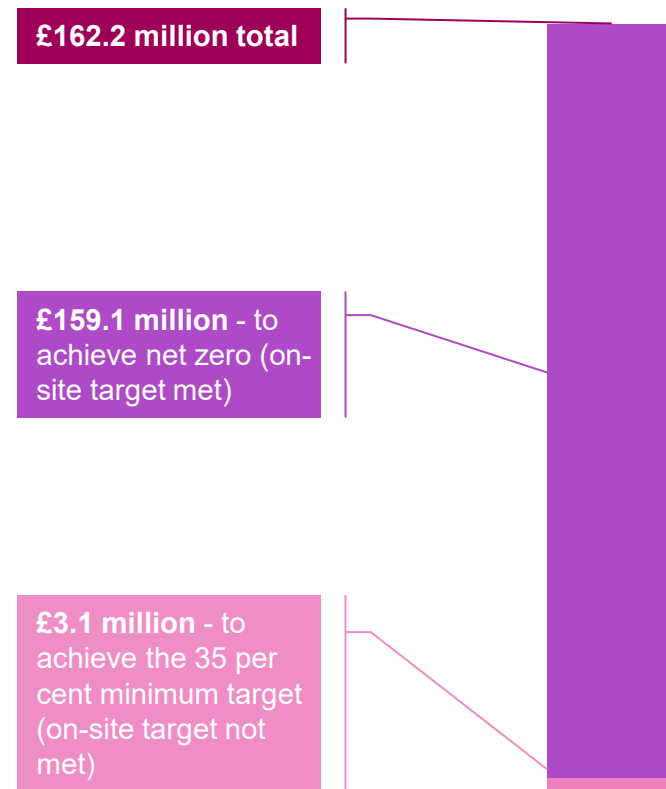 £162.2 million total
£159.1 million - to
achieve net zero (on-
site target met)
£3.1 million - to
achieve the 35 per
cent minimum target
(on-site target not
met)